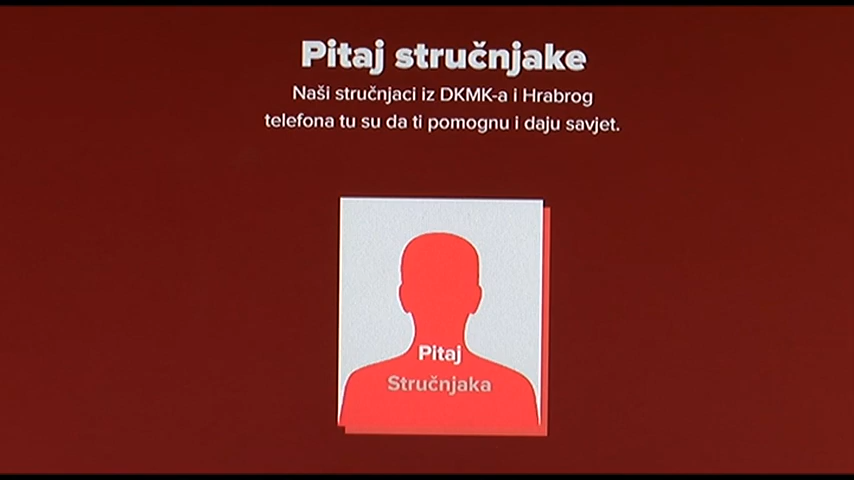 Pitaj stručnjake
Naši stručnjaci iz DKMK-a i Hrabrog
telefona tu su da ti pomognu i daju savjet.
Pitaj
Stručnjaka